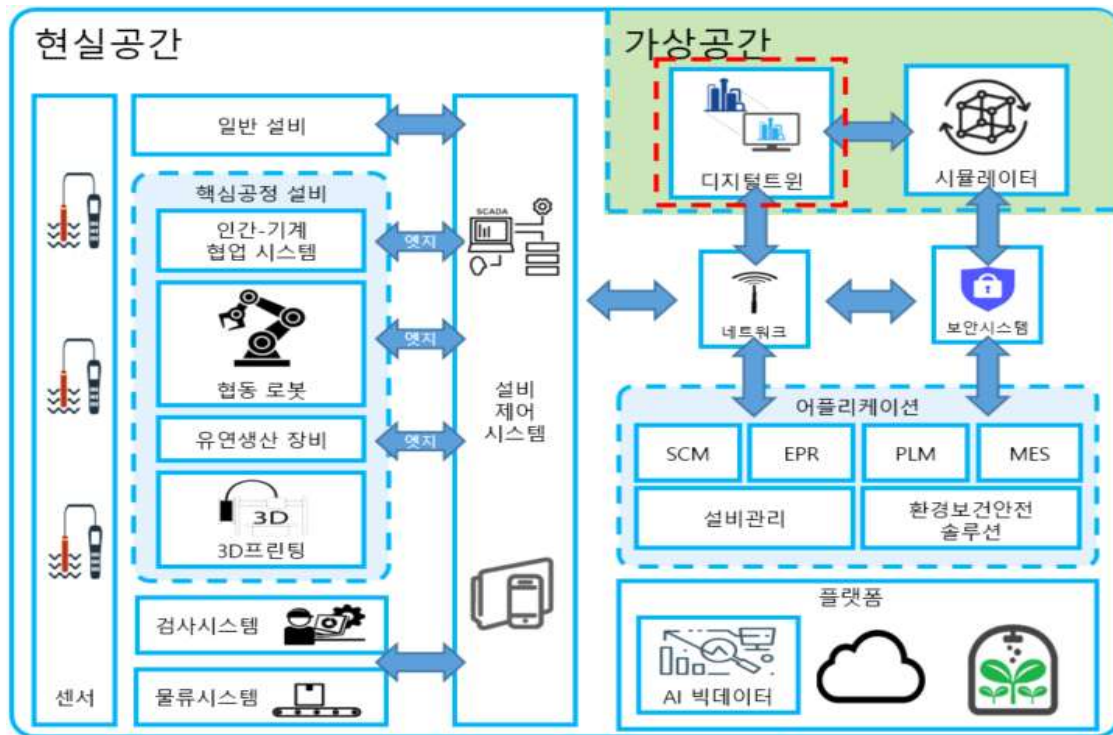 현실공간
가상공간
일반 설비
핵심공정 설비
인간-기계
협업 시스템
협동 로봇
유연생산 장비
3D
3D프린팅
검사시스템
물류시스템
센서
엣지
엣지
엣지
SCADA
설비
제어
시스템
디지털트윈
시뮬레이터
네트워크
보안시스템
어플리케이션
SCM
EPR
PLM
MES
설비관리
환경보건안전
솔루션
플랫폼
AI 빅데이터